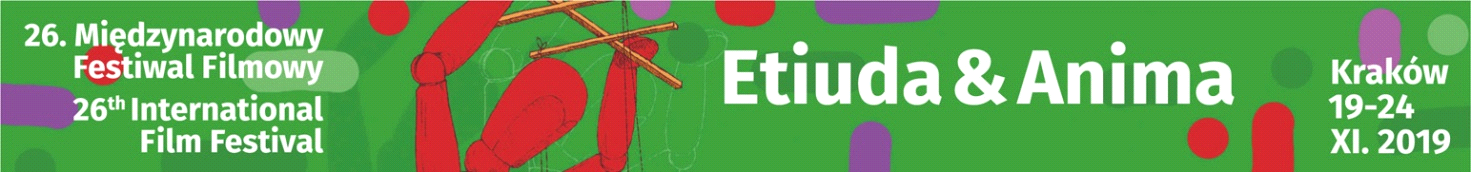 26. Międzynarodowy
Festiwal Filmowy
26th International
Film Festival
Etiuda & Anima
Kraków
19-24
XI. 2019